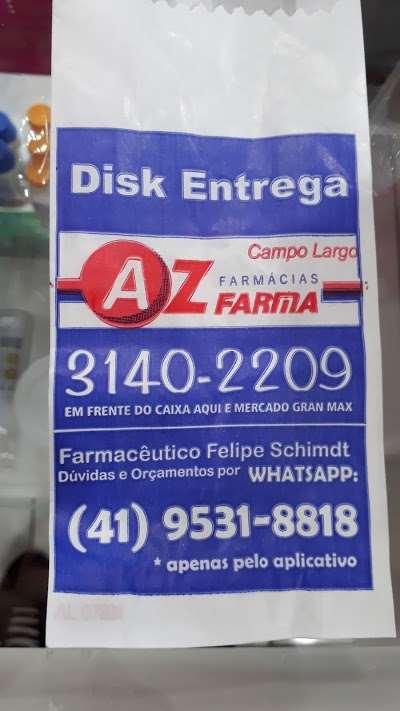 Disk Entrega
Campo Largo
AZ FARMÁCIAS
FARMA
3140-2209
EM FRENTE DO CAIXA AQUI E MERCADO GRAN MAX
Farmacêutico Felipe Schimdt
Dúvidas e Orçamentos por WHATSAPP:
(41) 9531-8818
* apenas pelo aplicativo